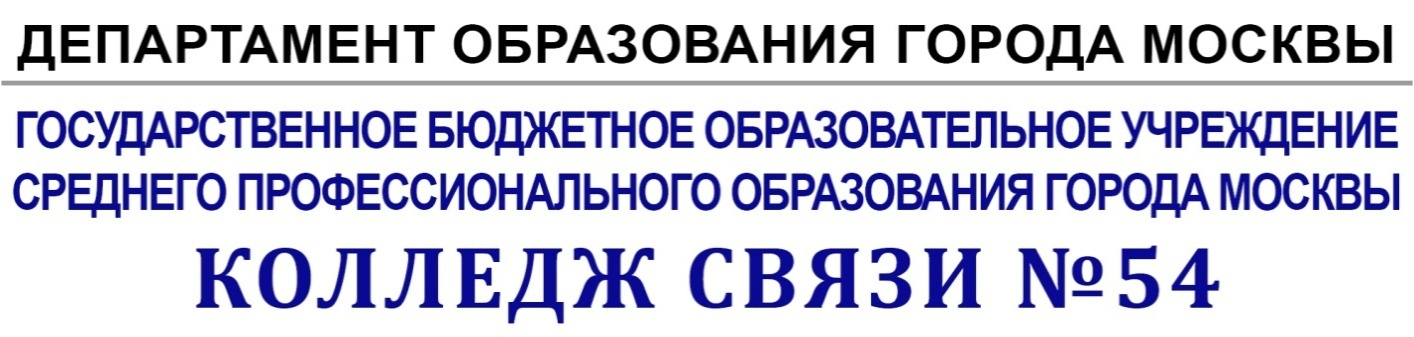 ДЕПАРТАМЕНТ ОБРАЗОВАНИЯ ГОРОДА МОСКВЫ
ГОСУДАРСТВЕННОЕ БЮДЖЕТНОЕ ОБРАЗОВАТЕЛЬНОЕ УЧРЕЖДЕНИЕ
СРЕДНЕГО ПРОФЕССИОНАЛЬНОГО ОБРАЗОВАНИЯ ГОРОДА МОСКВЫ
КОЛЛЕДЖ СВЯЗИ №54